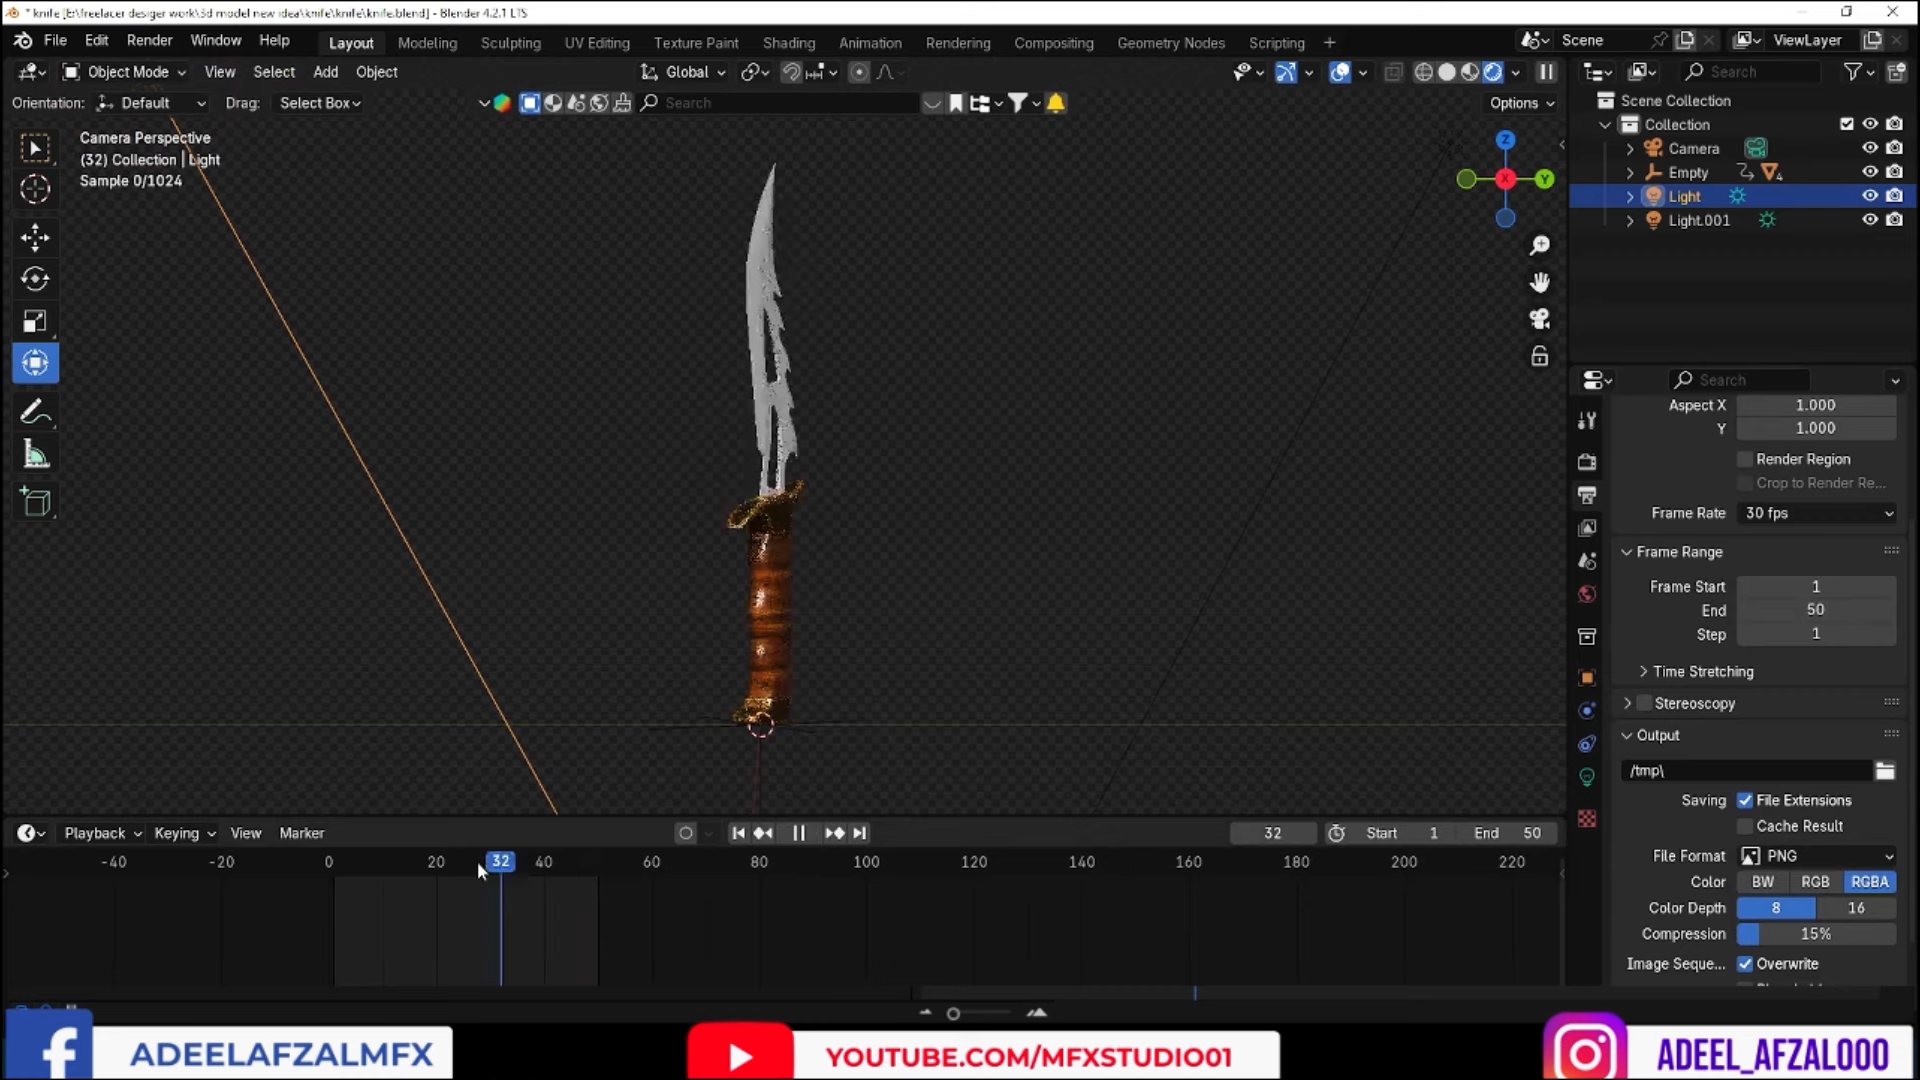 * knife [E:\freelacer desiger work\3d model new idea\knife\knife\knife.blend] - Blender 4.2.1 LTS
File Edit Render Window Help Layout Modeling Sculpting UV Editing Texture Paint Shading Animation Rendering Compositing Geometry Nodes Scripting + Scene ViewLayer
Object Mode View Select Add Object Global Search
Orientation: Default Drag: Select Box Search Options
Scene Collection
Collection
Camera
Empty 4
Light
Light.001
Camera Perspective
(32) Collection | Light
Sample 0/1024
Z
X
Y
Search
Aspect X 1.000
Y 1.000
Render Region
Crop to Render Re...
Frame Rate 30 fps
Frame Range
Frame Start 1
End 50
Step 1
Time Stretching
Stereoscopy
Output
/tmp\
Saving File Extensions
Cache Result
File Format PNG
Color BW RGB RGBA
Color Depth 8 16
Compression 15%
Image Seque... Overwrite
Playback Keying View Marker 32 Start 1 End 50
-40 -20 0 20 32 40 60 80 100 120 140 160 180 200 220
ADEELAFZALMFX
YOUTUBE.COM/MFXSTUDIO01
ADEEL_AFZAL000